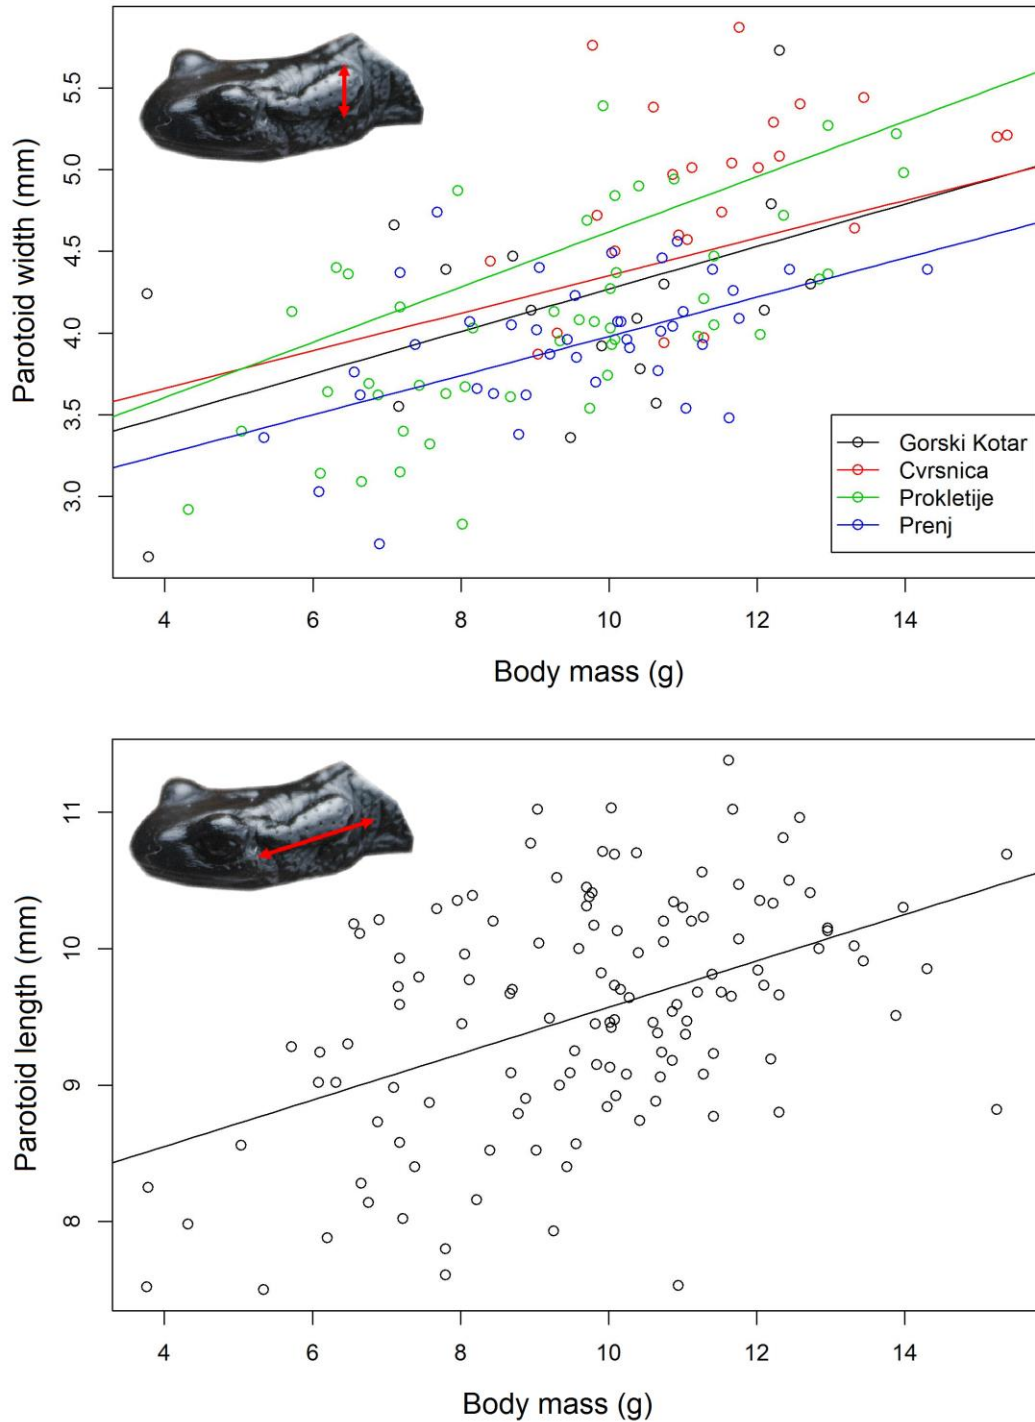 5.5
5.0
4.5
4.0
3.5
3.0
Parotoid width (mm)
Gorski Kotar
Cvrsnica
Prokletije
Prenj
4 6 8 10 12 14
Body mass (g)
11
10
9
8
Parotoid length (mm)
4 6 8 10 12 14
Body mass (g)